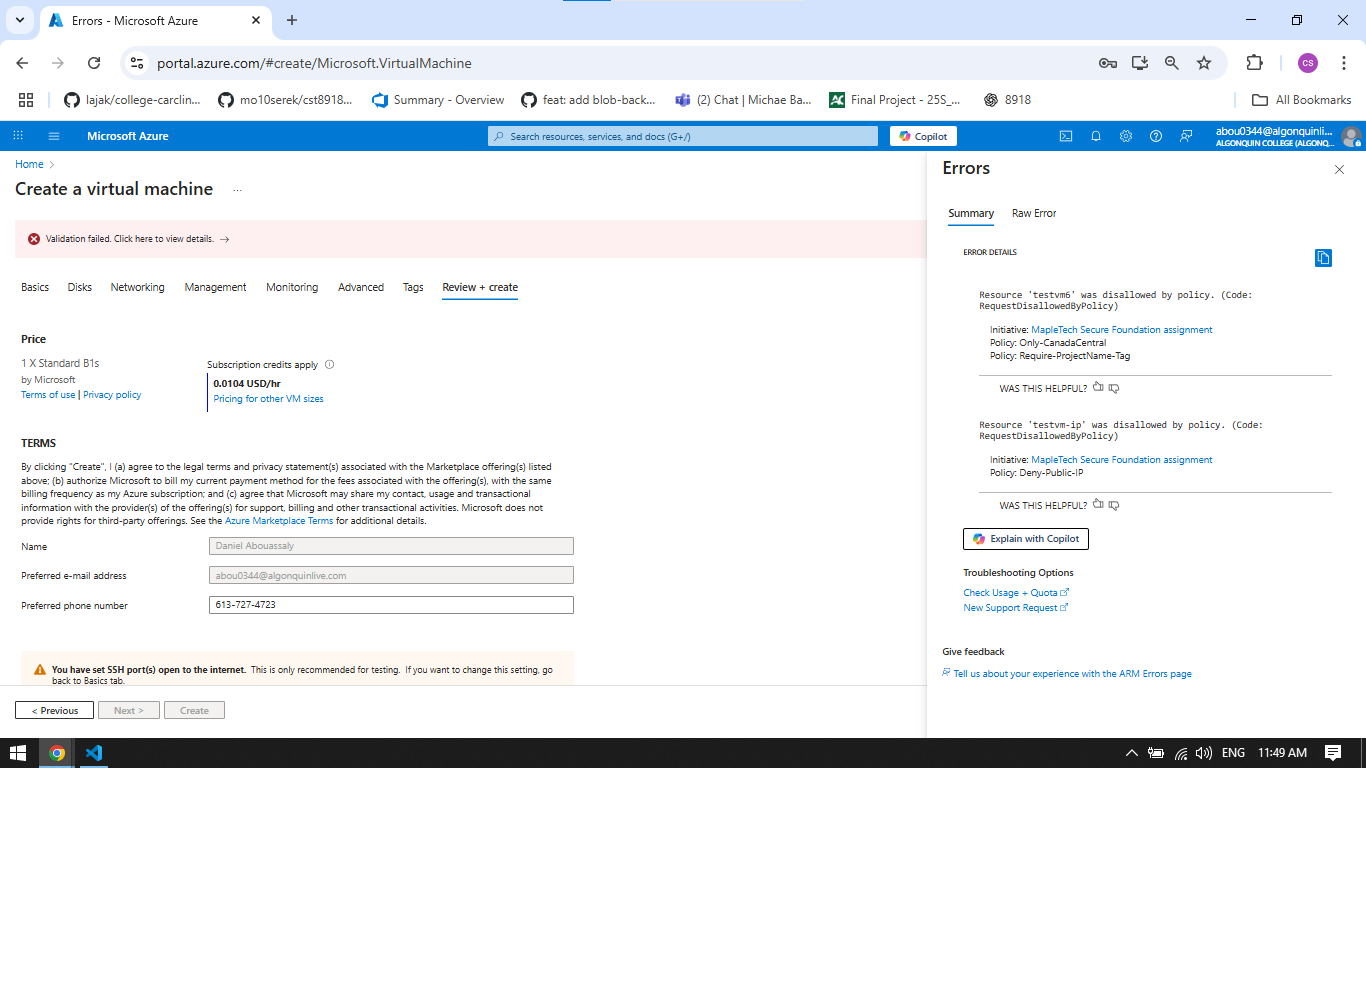 Errors - Microsoft Azure
portal.azure.com/#create/Microsoft.VirtualMachine
CS
lajak/college-carclin...
mo10serek/cst8918...
Summary - Overview
feat: add blob-back...
(2) Chat | Michae Ba...
Final Project - 25S_...
8918
All Bookmarks
Microsoft Azure
Search resources, services, and docs (G+/)
Copilot
abou0344@algonquinli...
ALGONQUIN COLLEGE (ALGONQ...
Home
Create a virtual machine
...
Validation failed. Click here to view details.
Basics
Disks
Networking
Management
Monitoring
Advanced
Tags
Review + create
Price
1 X Standard B1s
by Microsoft
Terms of use | Privacy policy
Subscription credits apply
0.0104 USD/hr
Pricing for other VM sizes
TERMS
By clicking "Create", I (a) agree to the legal terms and privacy statement(s) associated with the Marketplace offering(s) listed
above; (b) authorize Microsoft to bill my current payment method for the fees associated with the offering(s), with the same
billing frequency as my Azure subscription; and (c) agree that Microsoft may share my contact, usage and transactional
information with the provider(s) of the offering(s) for support, billing and other transactional activities. Microsoft does not
provide rights for third-party offerings. See the Azure Marketplace Terms for additional details.
Name
Daniel Abouassaly
Preferred e-mail address
abou0344@algonquinlive.com
Preferred phone number
613-727-4723
You have set SSH port(s) open to the internet. This is only recommended for testing. If you want to change this setting, go
back to Basics tab.
< Previous
Next >
Create
Errors
Summary
Raw Error
ERROR DETAILS
Resource 'testvm6' was disallowed by policy. (Code:
RequestDisallowedByPolicy)
Initiative: MapleTech Secure Foundation assignment
Policy: Only-CanadaCentral
Policy: Require-ProjectName-Tag
WAS THIS HELPFUL?
Resource 'testvm-ip' was disallowed by policy. (Code:
RequestDisallowedByPolicy)
Initiative: MapleTech Secure Foundation assignment
Policy: Deny-Public-IP
WAS THIS HELPFUL?
Explain with Copilot
Troubleshooting Options
Check Usage + Quota
New Support Request
Give feedback
Tell us about your experience with the ARM Errors page
ENG
11:49 AM